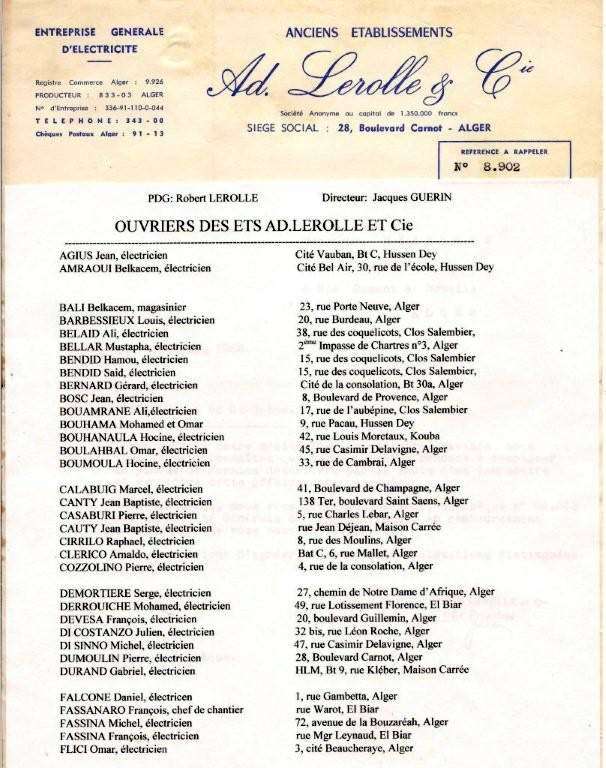 ENTREPRISE GENERALE
D'ELECTRICITE
Registre Commerce Alger : 9.926
PRODUCTEUR : 833-03 ALGER
N° d'Entreprise : 336-91-110-0-044
TELEPHONE: 343-00
Chèques Postaux Alger : 91-13
ANCIENS ETABLISSEMENTS
Ad. Lerolle & Cie
Société Anonyme au capital de 1.350.000 francs
SIEGE SOCIAL : 28, Boulevard Carnot - ALGER
REFERENCE A RAPPELER
N° 8.902
PDG: Robert LEROLLE Directeur: Jacques GUERIN
OUVRIERS DES ETS AD.LEROLLE ET Cie
AGIUS Jean, électricien Cité Vauban, Bt C, Hussen Dey
AMRAOUI Belkacem, électricien Cité Bel Air, 30, rue de l'école, Hussen Dey
BALI Belkacem, magasinier 23, rue Porte Neuve, Alger
BARBESSIEUX Louis, électricien 20, rue Burdeau, Alger
BELAID Ali, électricien 38, rue des coquelicots, Clos Salembier,
BELLAR Mustapha, électricien 2ème Impasse de Chartres n°3, Alger
BENDID Hamou, électricien 15, rue des coquelicots, Clos Salembier
BENDID Said, électricien 15, rue des coquelicots, Clos Salembier,
BERNARD Gérard, électricien Cité de la consolation, Bt 30a, Alger
BOSC Jean, électricien 8, Boulevard de Provence, Alger
BOUAMRANE Ali,électricien 17, rue de l'aubépine, Clos Salembier
BOUHAMA Mohamed et Omar 9, rue Pacau, Hussen Dey
BOUHANAULA Hocine, électricien 42, rue Louis Moretaux, Kouba
BOULAHBAL Omar, électricien 45, rue Casimir Delavigne, Alger
BOUMOULA Hocine, électricien 33, rue de Cambrai, Alger
CALABUIG Marcel, électricien 41, Boulevard de Champagne, Alger
CANTY Jean Baptiste, électricien 138 Ter, boulevard Saint Saens, Alger
CASABURI Pierre, électricien 5, rue Charles Lebar, Alger
CAUTY Jean Baptiste, électricien rue Jean Déjean, Maison Carrée
CIRRILO Raphael, électricien 8, rue des Moulins, Alger
CLERICO Arnaldo, électricien Bat C, 6, rue Mallet, Alger
COZZOLINO Pierre, électricien 4, rue de la consolation, Alger
DEMORTIERE Serge, électricien 27, chemin de Notre Dame d'Afrique, Alger
DERROUICHE Mohamed, électricien 49, rue Lotissement Florence, El Biar
DEVESA François, électricien 20, boulevard Guillemin, Alger
DI COSTANZO Julien, électricien 32 bis, rue Léon Roche, Alger
DI SINNO Michel, électricien 47, rue Casimir Delavigne, Alger
DUMOULIN Pierre, électricien 28, Boulevard Carnot, Alger
DURAND Gabriel, électricien HLM, Bt 9, rue Kléber, Maison Carrée
FALCONE Daniel, électricen 1, rue Gambetta, Alger
FASSANARO François, chef de chantier rue Warot, El Biar
FASSINA Michel, électricien 72, avenue de la Bouzaréah, Alger
FASSINA François, électricien rue Mgr Leynaud, El Biar
FLICI Omar, électricien 3, cité Beaucheraye, Alger